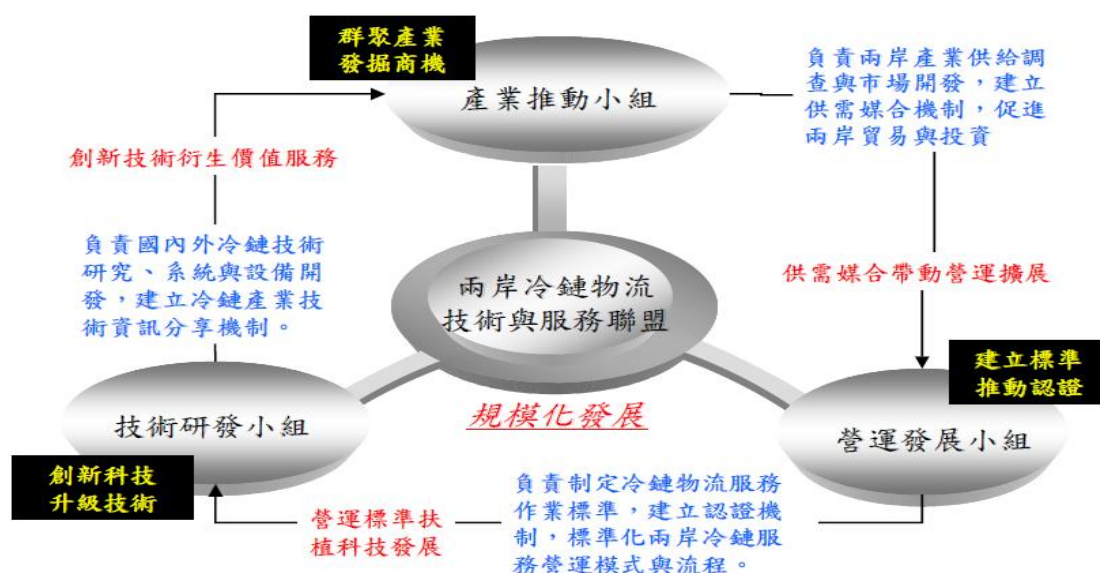 群聚產業
發掘商機
產業推動小組
負責兩岸產業供給調
查與市場開發，建立
供需媒合機制，促進
兩岸貿易與投資
創新技術衍生價值服務
負責國內外冷鏈技術
研究、系統與設備開
發，建立冷鏈產業技
術資訊分享機制。
兩岸冷鏈物流
技術與服務聯盟
供需媒合帶動營運擴展
建立標準
推動認證
規模化發展
技術研發小組
營運發展小組
創新科技
升級技術
營運標準扶
植科技發展
負責制定冷鏈物流服務
作業標準，建立認證機
制，標準化兩岸冷鏈服
務營運模式與流程。